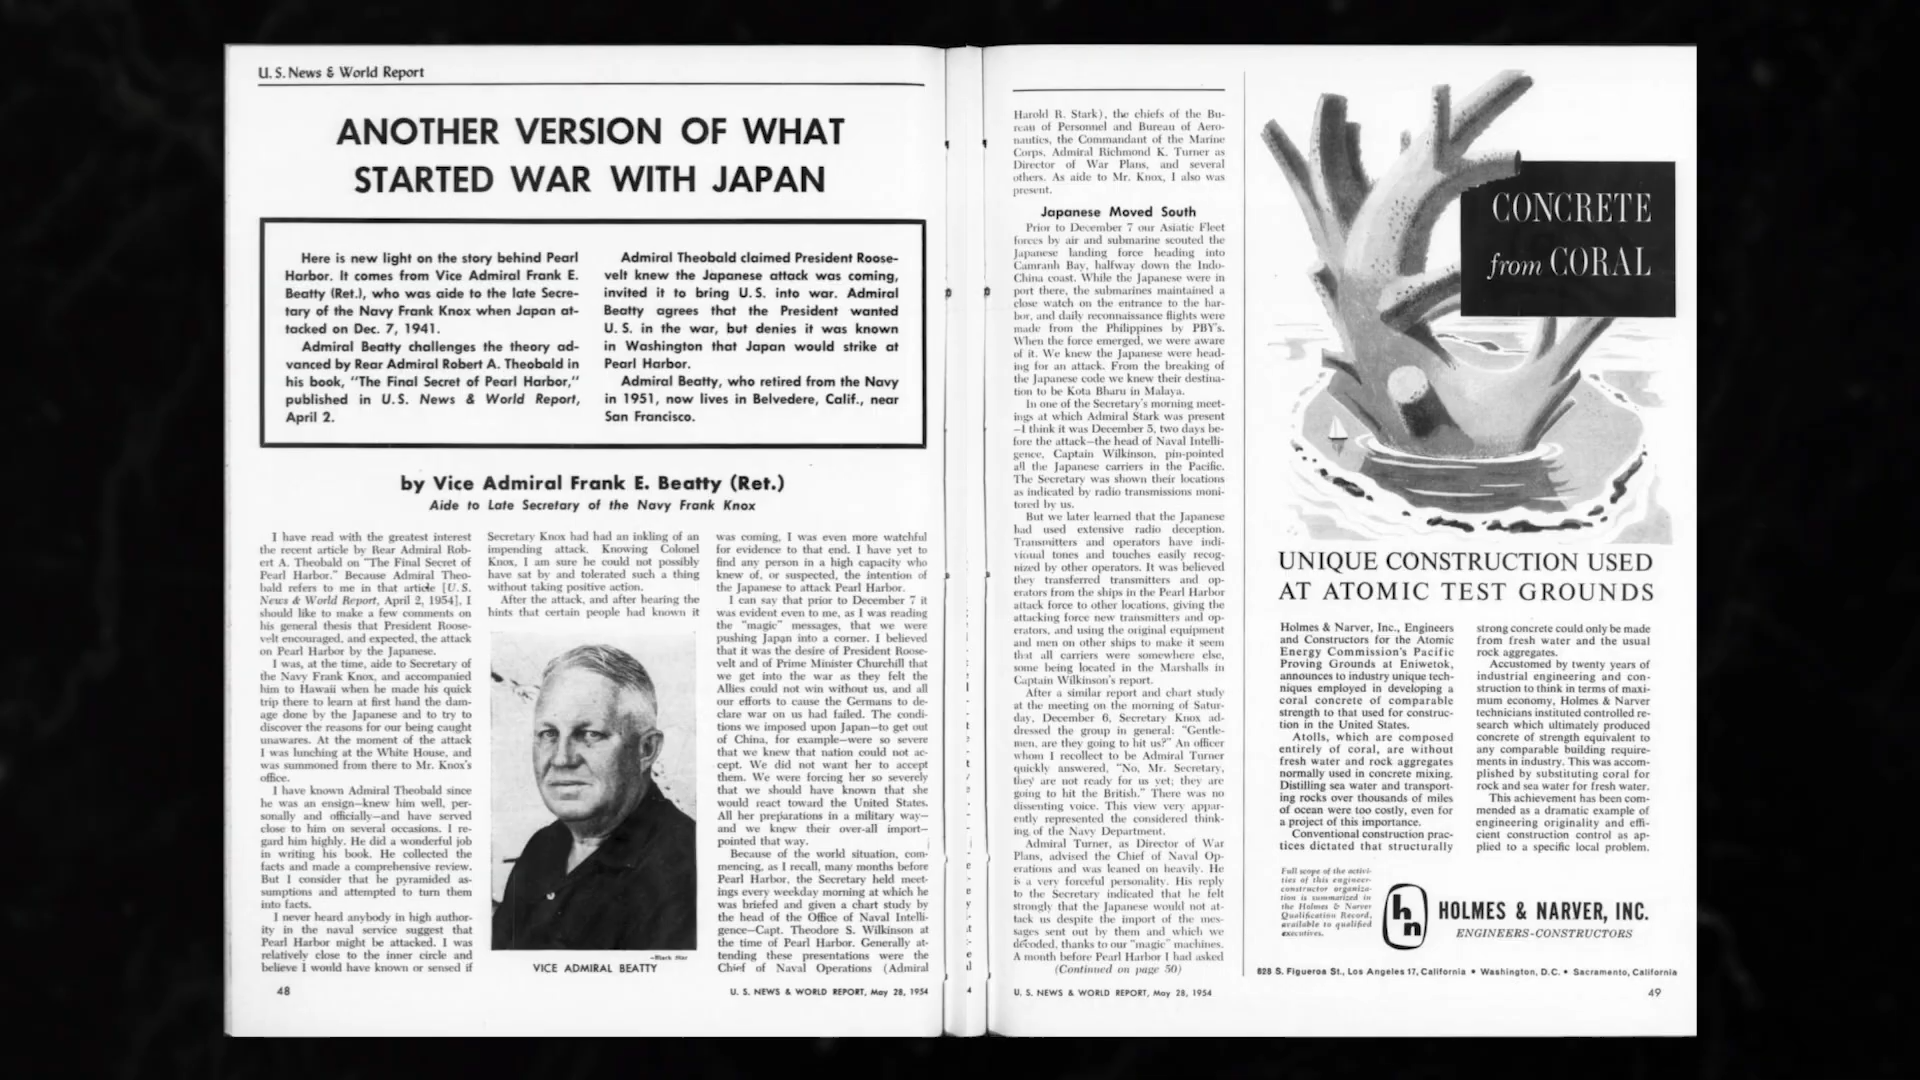 U. S. News & World Report
ANOTHER VERSION OF WHAT
STARTED WAR WITH JAPAN
Here is new light on the story behind Pearl
Harbor. It comes from Vice Admiral Frank E.
Beatty (Ret.), who was aide to the late Secre-
tary of the Navy Frank Knox when Japan at-
tacked on Dec. 7, 1941.
Admiral Beatty challenges the theory ad-
vanced by Rear Admiral Robert A. Theobald in
his book, "The Final Secret of Pearl Harbor,"
published in U.S. News & World Report,
April 2.
Admiral Theobald claimed President Roose-
velt knew the Japanese attack was coming,
invited it to bring U. S. into war. Admiral
Beatty agrees that the President wanted
U. S. in the war, but denies it was known
in Washington that Japan would strike at
Pearl Harbor.
Admiral Beatty, who retired from the Navy
in 1951, now lives in Belvedere, Calif., near
San Francisco.
by Vice Admiral Frank E. Beatty (Ret.)
Aide to Late Secretary of the Navy Frank Knox
I have read with the greatest interest
the recent article by Rear Admiral Rob-
ert A. Theobald on "The Final Secret of
Pearl Harbor." Because Admiral Theo-
bald refers to me in that article [U. S.
News & World Report, April 2, 1954], I
should like to make a few comments on
his general thesis that President Roose-
velt encouraged, and expected, the attack
on Pearl Harbor by the Japanese.
I was, at the time, aide to Secretary of
the Navy Frank Knox, and accompanied
him to Hawaii when he made his quick
trip there to learn at first hand the dam-
age done by the Japanese and to try to
discover the reasons for our being caught
unawares. At the moment of the attack
I was lunching at the White House, and
was summoned from there to Mr. Knox's
office.
I have known Admiral Theobald since
he was an ensign—knew him well, per-
sonally and officially—and have served
close to him on several occasions. I re-
gard him highly. He did a wonderful job
in writing his book. He collected the
facts and made a comprehensive review.
But I consider that he pyramided as-
sumptions and attempted to turn them
into facts.
I never heard anybody in high author-
ity in the naval service suggest that
Pearl Harbor might be attacked. I was
relatively close to the inner circle and
believe I would have known or sensed if
Secretary Knox had had an inkling of an
impending attack. Knowing Colonel
Knox, I am sure he could not possibly
have sat by and tolerated such a thing
without taking positive action.
After the attack, and after hearing the
hints that certain people had known it
—Black Star
VICE ADMIRAL BEATTY
was coming, I was even more watchful
for evidence to that end. I have yet to
find any person in a high capacity who
knew of, or suspected, the intention of
the Japanese to attack Pearl Harbor.
I can say that prior to December 7 it
was evident even to me, as I was reading
the "magic" messages, that we were
pushing Japan into a corner. I believed
that it was the desire of President Roose-
velt and of Prime Minister Churchill that
we get into the war as they felt the
Allies could not win without us, and all
our efforts to cause the Germans to de-
clare war on us had failed. The condi-
tions we imposed upon Japan—to get out
of China, for example—were so severe
that we knew that nation could not ac-
cept. We did not want her to accept
them. We were forcing her so severely
that we should have known that she
would react toward the United States.
All her preparations in a military way—
and we knew their over-all import—
pointed that way.
Because of the world situation, com-
mencing, as I recall, many months before
Pearl Harbor, the Secretary held meet-
ings every weekday morning at which he
was briefed and given a chart study by
the head of the Office of Naval Intelli-
gence—Capt. Theodore S. Wilkinson at
the time of Pearl Harbor. Generally at-
tending these presentations were the
Chief of Naval Operations (Admiral
48
U. S. NEWS & WORLD REPORT, May 28, 1954
Harold R. Stark), the chiefs of the Bu-
reau of Personnel and Bureau of Aero-
nautics, the Commandant of the Marine
Corps, Admiral Richmond K. Turner as
Director of War Plans, and several
others. As aide to Mr. Knox, I also was
present.
Japanese Moved South
Prior to December 7 our Asiatic Fleet
forces by air and submarine scouted the
Japanese landing force heading into
Camranh Bay, halfway down the Indo-
China coast. While the Japanese were in
port there, the submarines maintained a
close watch on the entrance to the har-
bor, and daily reconnaissance flights were
made from the Philippines by PBY's.
When the force emerged, we were aware
of it. We knew the Japanese were head-
ing for an attack. From the breaking of
the Japanese code we knew their destina-
tion to be Kota Bharu in Malaya.
In one of the Secretary's morning meet-
ings at which Admiral Stark was present
—I think it was December 5, two days be-
fore the attack—the head of Naval Intelli-
gence, Captain Wilkinson, pin-pointed
all the Japanese carriers in the Pacific.
The Secretary was shown their locations
as indicated by radio transmissions moni-
tored by us.
But we later learned that the Japanese
had used extensive radio deception.
Transmitters and operators have indi-
vidual tones and touches easily recog-
nized by other operators. It was believed
they transferred transmitters and op-
erators from the ships in the Pearl Harbor
attack force to other locations, giving the
attacking force new transmitters and op-
erators, and using the original equipment
and men on other ships to make it seem
that all carriers were somewhere else,
some being located in the Marshalls in
Captain Wilkinson's report.
After a similar report and chart study
at the meeting on the morning of Satur-
day, December 6, Secretary Knox ad-
dressed the group in general: "Gentle-
men, are they going to hit us?" An officer
whom I recollect to be Admiral Turner
quickly answered, "No, Mr. Secretary,
they are not ready for us yet; they are
going to hit the British." There was no
dissenting voice. This view very appar-
ently represented the considered think-
ing of the Navy Department.
Admiral Turner, as Director of War
Plans, advised the Chief of Naval Op-
erations and was leaned on heavily. He
is a very forceful personality. His reply
to the Secretary indicated that he felt
strongly that the Japanese would not at-
tack us despite the import of the mes-
sages sent out by them and which we
decoded, thanks to our "magic" machines.
A month before Pearl Harbor I had asked
(Continued on page 50)
U. S. NEWS & WORLD REPORT, May 28, 1954
CONCRETE
from CORAL
UNIQUE CONSTRUCTION USED
AT ATOMIC TEST GROUNDS
Holmes & Narver, Inc., Engineers
and Constructors for the Atomic
Energy Commission's Pacific
Proving Grounds at Eniwetok,
announces to industry unique tech-
niques employed in developing a
coral concrete of comparable
strength to that used for construc-
tion in the United States.
Atolls, which are composed
entirely of coral, are without
fresh water and rock aggregates
normally used in concrete mixing.
Distilling sea water and transport-
ing rocks over thousands of miles
of ocean were too costly, even for
a project of this importance.
Conventional construction prac-
tices dictated that structurally
strong concrete could only be made
from fresh water and the usual
rock aggregates.
Accustomed by twenty years of
industrial engineering and con-
struction to think in terms of maxi-
mum economy, Holmes & Narver
technicians instituted controlled re-
search which ultimately produced
concrete of strength equivalent to
any comparable building require-
ments in industry. This was accom-
plished by substituting coral for
rock and sea water for fresh water.
This achievement has been com-
mended as a dramatic example of
engineering originality and effi-
cient construction control as ap-
plied to a specific local problem.
Full scope of the activi-
ties of this engineer-
constructor organiza-
tion is summarized in
the Holmes & Narver
Qualification Record,
available to qualified
executives.
hn
HOLMES & NARVER, INC.
ENGINEERS-CONSTRUCTORS
828 S. Figueroa St., Los Angeles 17, California • Washington, D.C. • Sacramento, California
49